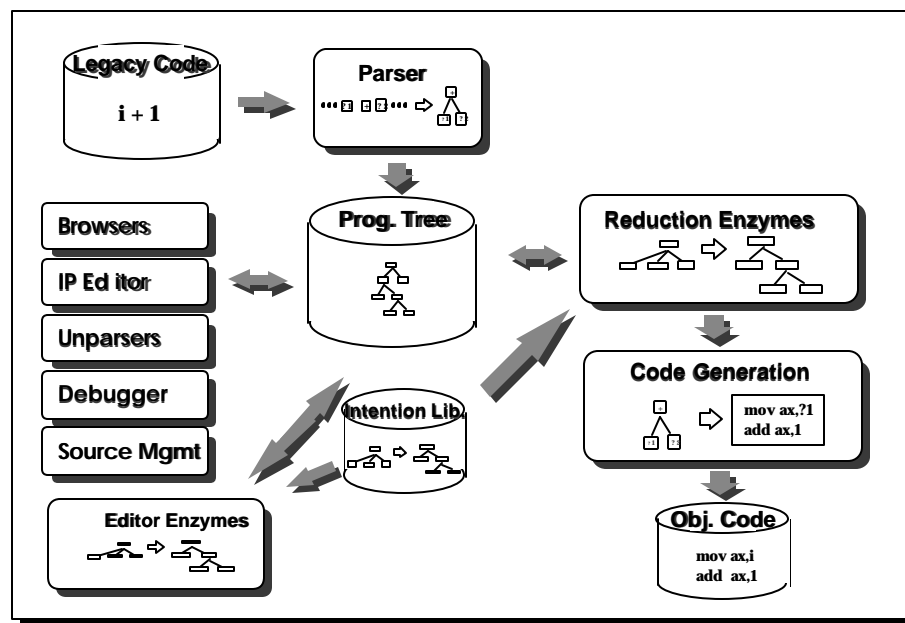 Legacy Code
i + 1
Parser
Prog. Tree
Browsers
IP Ed itor
Unparsers
Debugger
Source Mgmt
Reduction Enzymes
Code Generation
mov ax,?1
add ax,1
Intention Lib.
Editor Enzymes
Obj. Code
mov ax,i
add ax,1